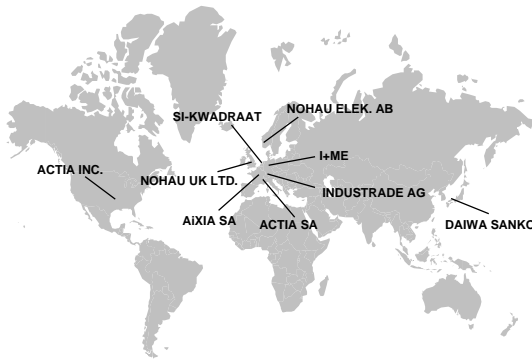 NOHAU ELEK. AB
SI-KWADRAAT
I+ME
ACTIA INC.
NOHAU UK LTD.
INDUSTRADE AG
AiXIA SA
ACTIA SA
DAIWA SANKO